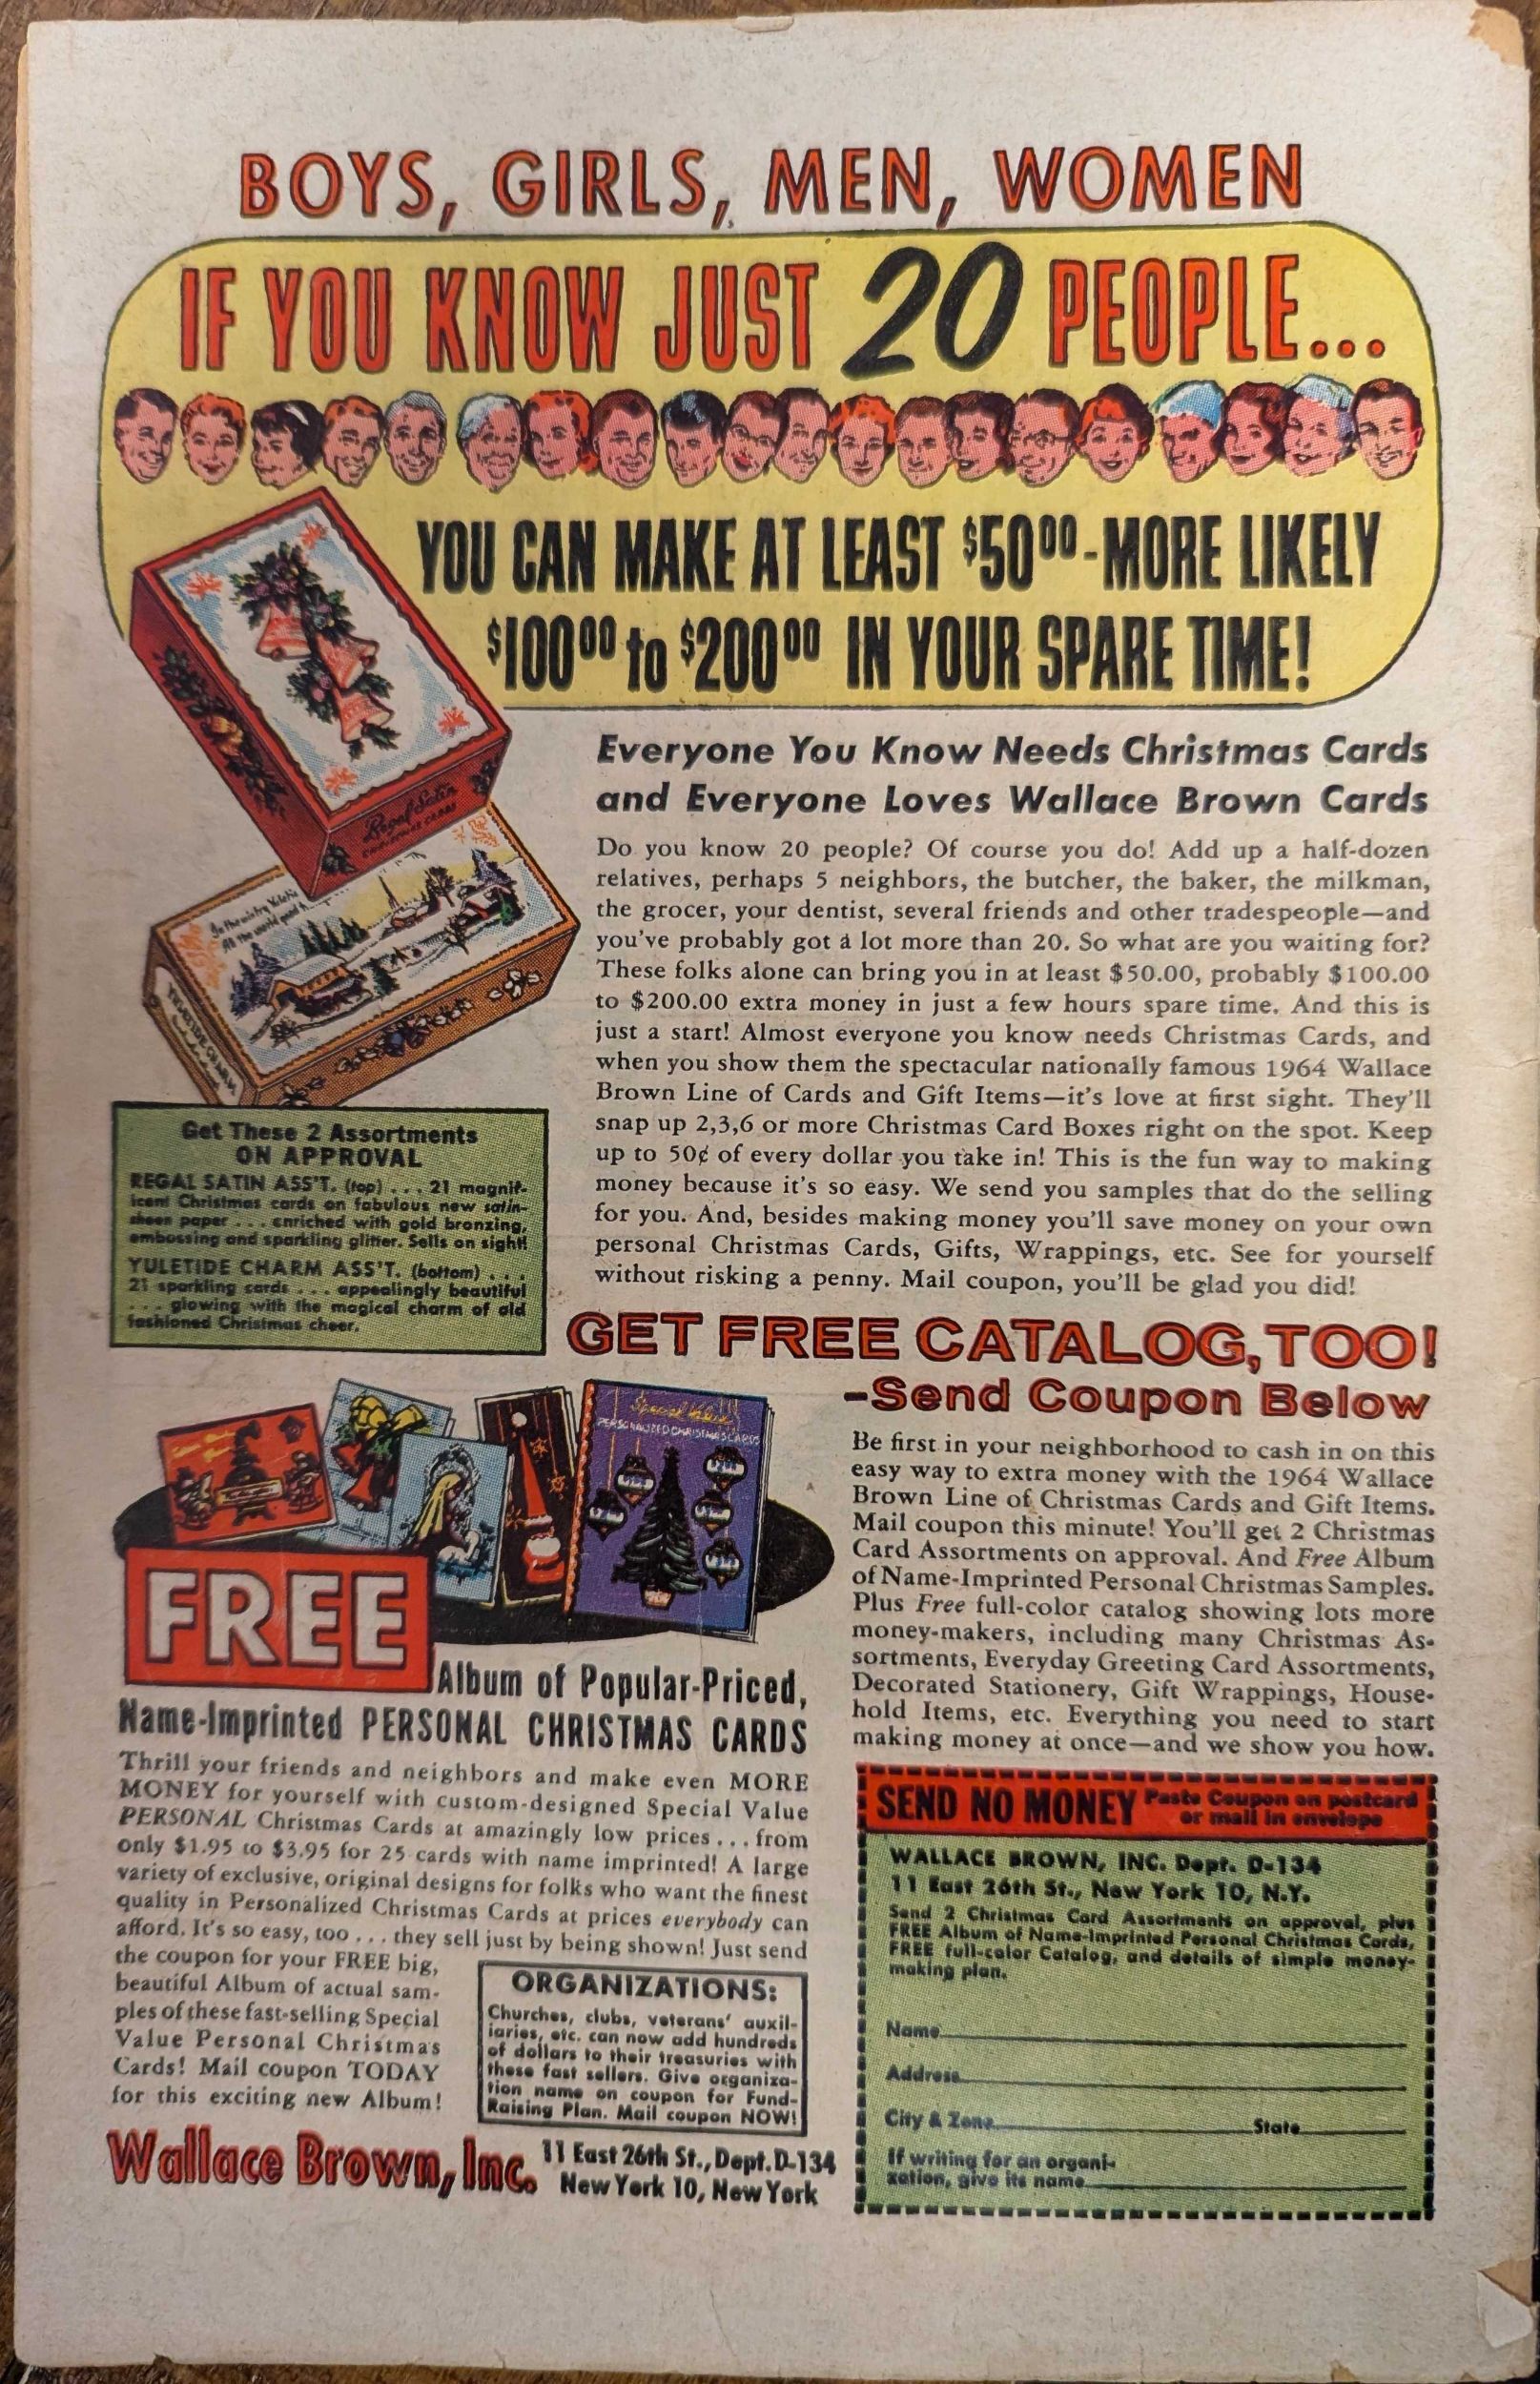 BOYS, GIRLS, MEN, WOMEN
IF YOU KNOW JUST 20 PEOPLE...
YOU CAN MAKE AT LEAST $5000-MORE LIKELY
$10000 to $20000 IN YOUR SPARE TIME!
Regal Satin
CHRISTMAS CARDS
Everyone You Know Needs Christmas Cards
and Everyone Loves Wallace Brown Cards
Do you know 20 people? Of course you do! Add up a half-dozen
relatives, perhaps 5 neighbors, the butcher, the baker, the milkman,
the grocer, your dentist, several friends and other tradespeople—and
you've probably got a lot more than 20. So what are you waiting for?
These folks alone can bring you in at least $50.00, probably $100.00
to $200.00 extra money in just a few hours spare time. And this is
just a start! Almost everyone you know needs Christmas Cards, and
when you show them the spectacular nationally famous 1964 Wallace
Brown Line of Cards and Gift Items—it's love at first sight. They'll
snap up 2,3,6 or more Christmas Card Boxes right on the spot. Keep
up to 50¢ of every dollar you take in! This is the fun way to making
money because it's so easy. We send you samples that do the selling
for you. And, besides making money you'll save money on your own
personal Christmas Cards, Gifts, Wrappings, etc. See for yourself
without risking a penny. Mail coupon, you'll be glad you did!
Get These 2 Assortments
ON APPROVAL
REGAL SATIN ASS'T. (top) . . . 21 magnif-
icent Christmas cards on fabulous new satin-
sheen paper . . . enriched with gold bronzing,
embossing and sparkling glitter. Sells on sight!
YULETIDE CHARM ASS'T. (bottom) . . .
21 sparkling cards . . . appealingly beautiful
. . . glowing with the magical charm of old
fashioned Christmas cheer.
GET FREE CATALOG, TOO!
-Send Coupon Below
Be first in your neighborhood to cash in on this
easy way to extra money with the 1964 Wallace
Brown Line of Christmas Cards and Gift Items.
Mail coupon this minute! You'll get 2 Christmas
Card Assortments on approval. And Free Album
of Name-Imprinted Personal Christmas Samples.
Plus Free full-color catalog showing lots more
money-makers, including many Christmas As-
sortments, Everyday Greeting Card Assortments,
Decorated Stationery, Gift Wrappings, House-
hold Items, etc. Everything you need to start
making money at once—and we show you how.
Special Value
PERSONALIZED CHRISTMAS CARDS
FREE
Album of Popular-Priced,
Name-Imprinted PERSONAL CHRISTMAS CARDS
Thrill your friends and neighbors and make even MORE
MONEY for yourself with custom-designed Special Value
PERSONAL Christmas Cards at amazingly low prices . . . from
only $1.95 to $3.95 for 25 cards with name imprinted! A large
variety of exclusive, original designs for folks who want the finest
quality in Personalized Christmas Cards at prices everybody can
afford. It's so easy, too . . . they sell just by being shown! Just send
the coupon for your FREE big,
beautiful Album of actual sam-
ples of these fast-selling Special
Value Personal Christmas
Cards! Mail coupon TODAY
for this exciting new Album!
ORGANIZATIONS:
Churches, clubs, veterans' auxil-
iaries, etc. can now add hundreds
of dollars to their treasuries with
these fast sellers. Give organiza-
tion name on coupon for Fund-
Raising Plan. Mail coupon NOW!
Wallace Brown, Inc. 11 East 26th St., Dept. D-134
New York 10, New York
SEND NO MONEY Paste Coupon on postcard
or mail in envelope
WALLACE BROWN, INC. Dept. D-134
11 East 26th St., New York 10, N.Y.
Send 2 Christmas Card Assortments on approval, plus
FREE Album of Name-Imprinted Personal Christmas Cards,
FREE full-color Catalog, and details of simple money-
making plan.
Name
Address
City & Zone State
If writing for an organi-
zation, give its name